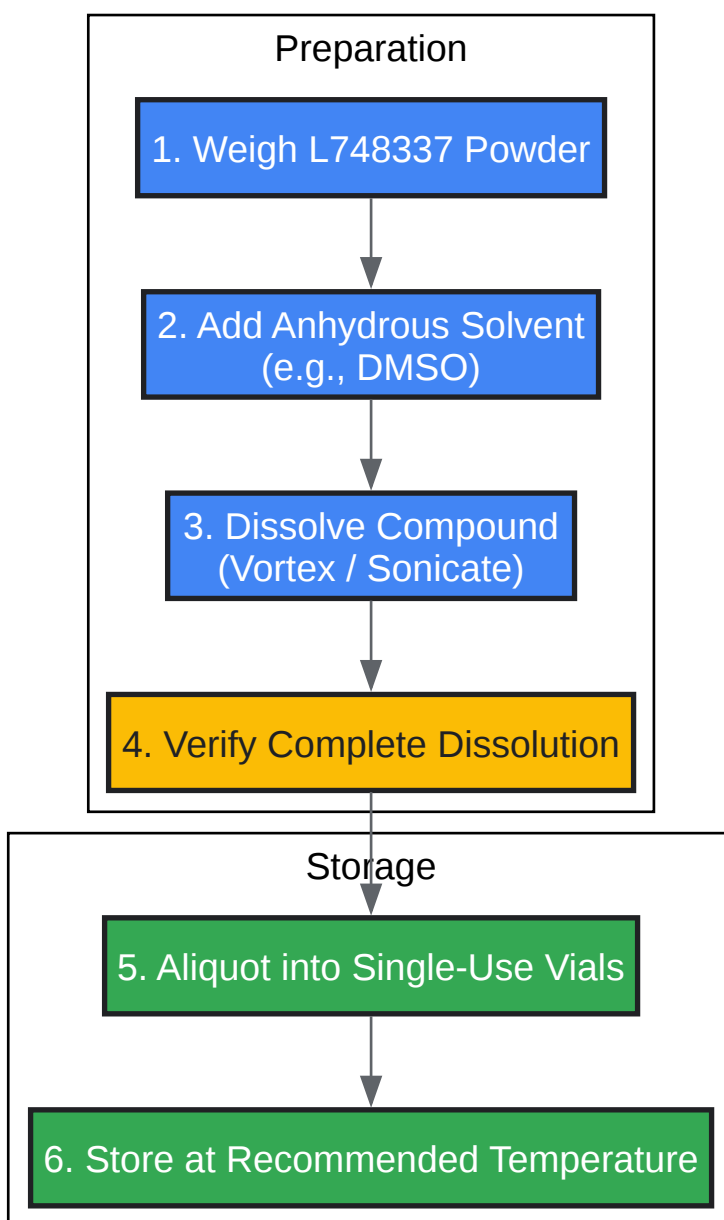 Preparation
1. Weigh L748337 Powder
2. Add Anhydrous Solvent
(e.g., DMSO)
3. Dissolve Compound
(Vortex / Sonicate)
4. Verify Complete Dissolution
Storage
5. Aliquot into Single-Use Vials
6. Store at Recommended Temperature